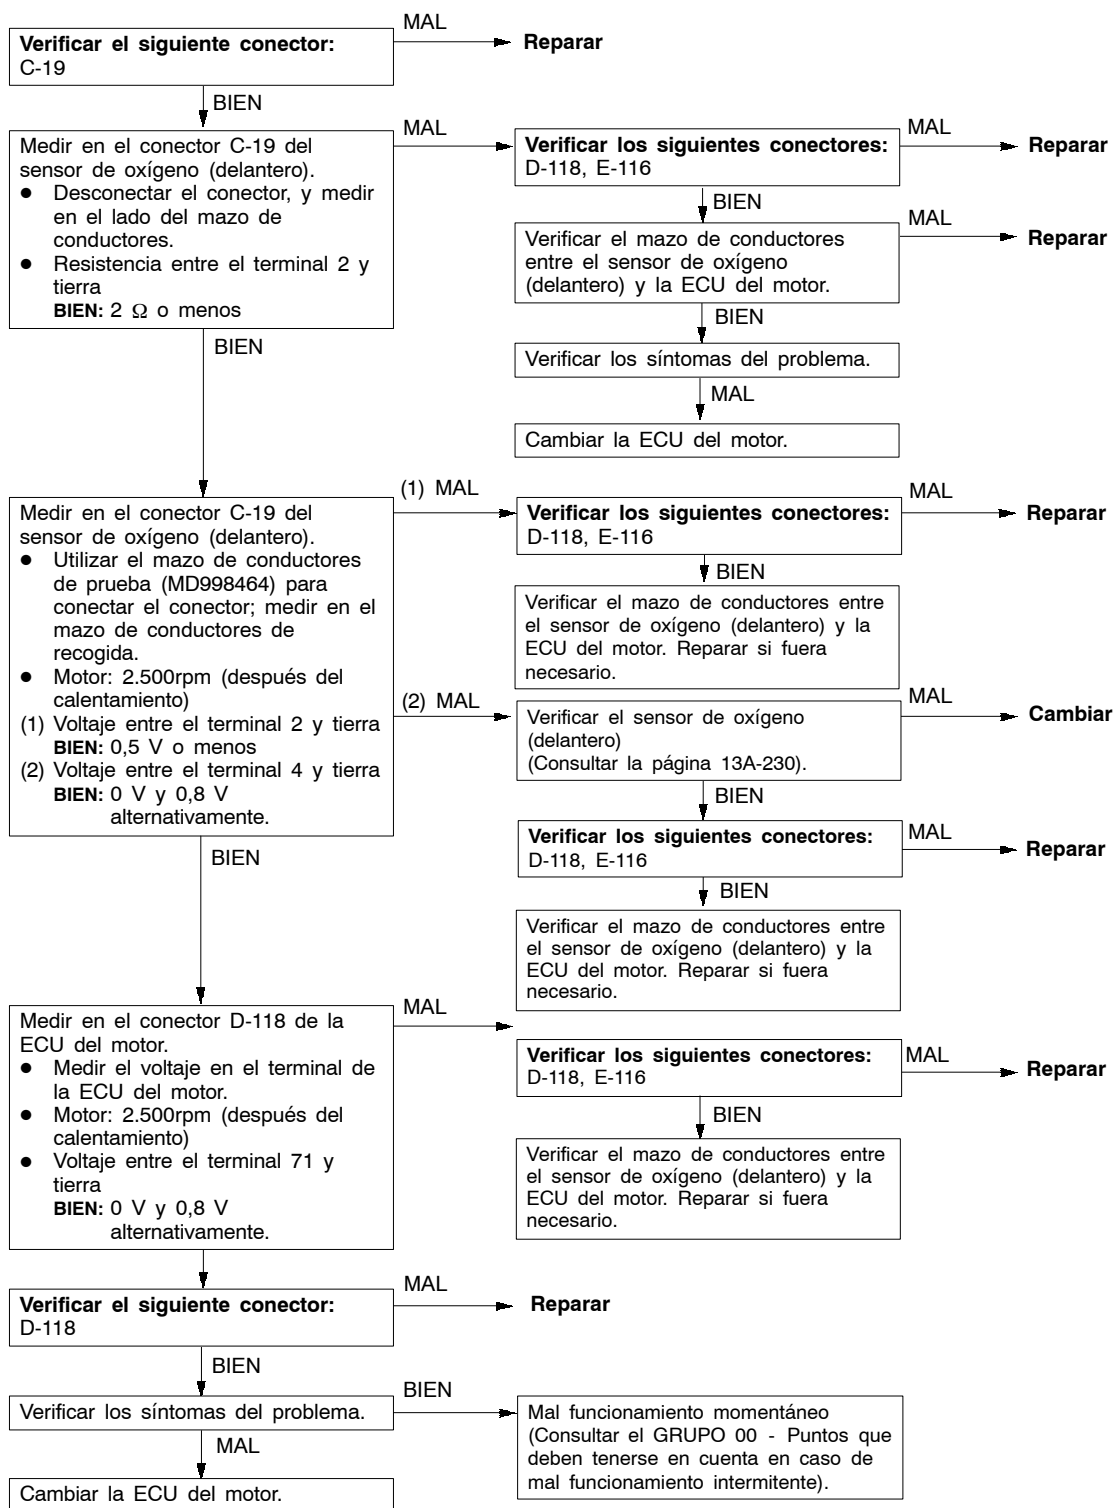 MAL
Verificar el siguiente conector:
C-19
Reparar
BIEN
Medir en el conector C-19 del
sensor de oxígeno (delantero).
● Desconectar el conector, y medir
en el lado del mazo de
conductores.
● Resistencia entre el terminal 2 y
tierra
BIEN: 2 Ω o menos
MAL
Verificar los siguientes conectores:
D-118, E-116
MAL
Reparar
BIEN
Verificar el mazo de conductores
entre el sensor de oxígeno
(delantero) y la ECU del motor.
MAL
Reparar
BIEN
Verificar los síntomas del problema.
MAL
Cambiar la ECU del motor.
BIEN
Medir en el conector C-19 del
sensor de oxígeno (delantero).
● Utilizar el mazo de conductores
de prueba (MD998464) para
conectar el conector; medir en el
mazo de conductores de
recogida.
● Motor: 2.500rpm (después del
calentamiento)
(1) Voltaje entre el terminal 2 y tierra
BIEN: 0,5 V o menos
(2) Voltaje entre el terminal 4 y tierra
BIEN: 0 V y 0,8 V
alternativamente.
(1) MAL
Verificar los siguientes conectores:
D-118, E-116
MAL
Reparar
BIEN
Verificar el mazo de conductores entre
el sensor de oxígeno (delantero) y la
ECU del motor. Reparar si fuera
necesario.
(2) MAL
Verificar el sensor de oxígeno
(delantero)
(Consultar la página 13A-230).
MAL
Cambiar
BIEN
Verificar los siguientes conectores:
D-118, E-116
MAL
Reparar
BIEN
Verificar el mazo de conductores entre
el sensor de oxígeno (delantero) y la
ECU del motor. Reparar si fuera
necesario.
BIEN
Medir en el conector D-118 de la
ECU del motor.
● Medir el voltaje en el terminal de
la ECU del motor.
● Motor: 2.500rpm (después del
calentamiento)
● Voltaje entre el terminal 71 y
tierra
BIEN: 0 V y 0,8 V
alternativamente.
MAL
Verificar los siguientes conectores:
D-118, E-116
MAL
Reparar
BIEN
Verificar el mazo de conductores entre
el sensor de oxígeno (delantero) y la
ECU del motor. Reparar si fuera
necesario.
Verificar el siguiente conector:
D-118
MAL
Reparar
BIEN
Verificar los síntomas del problema.
BIEN
Mal funcionamiento momentáneo
(Consultar el GRUPO 00 - Puntos que
deben tenerse en cuenta en caso de
mal funcionamiento intermitente).
MAL
Cambiar la ECU del motor.